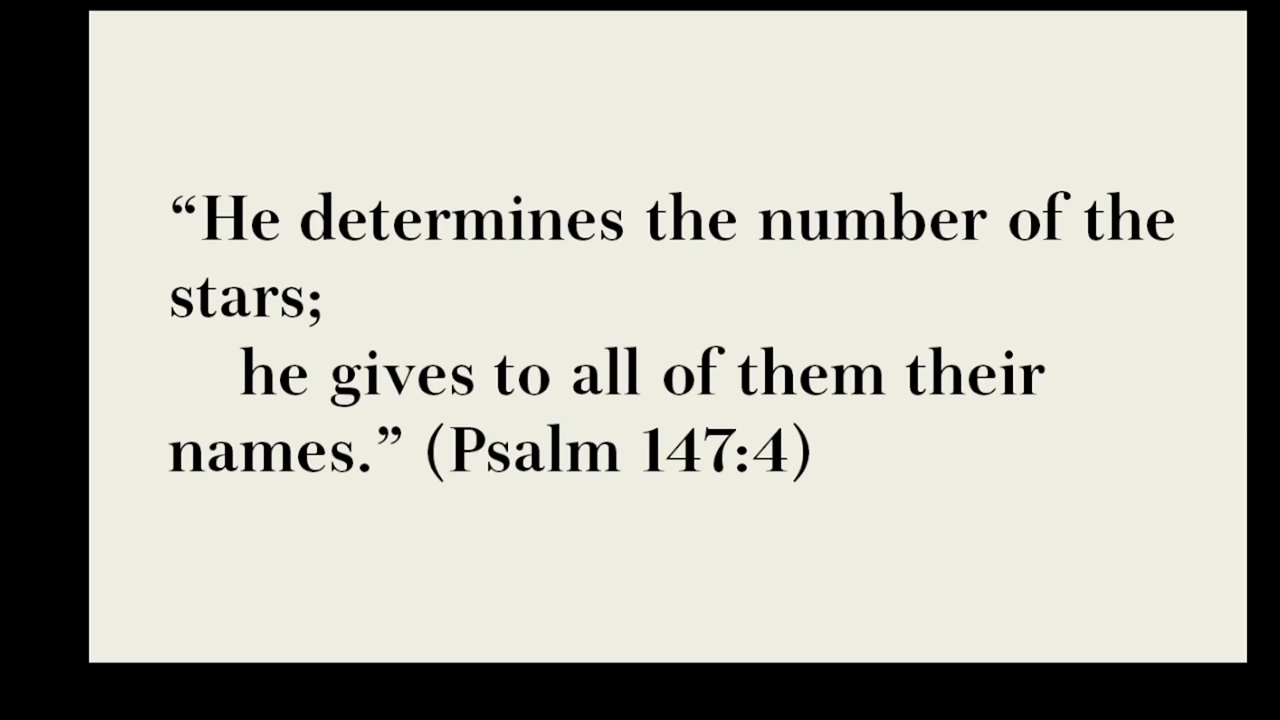 “He determines the number of the
stars;
he gives to all of them their
names.” (Psalm 147:4)